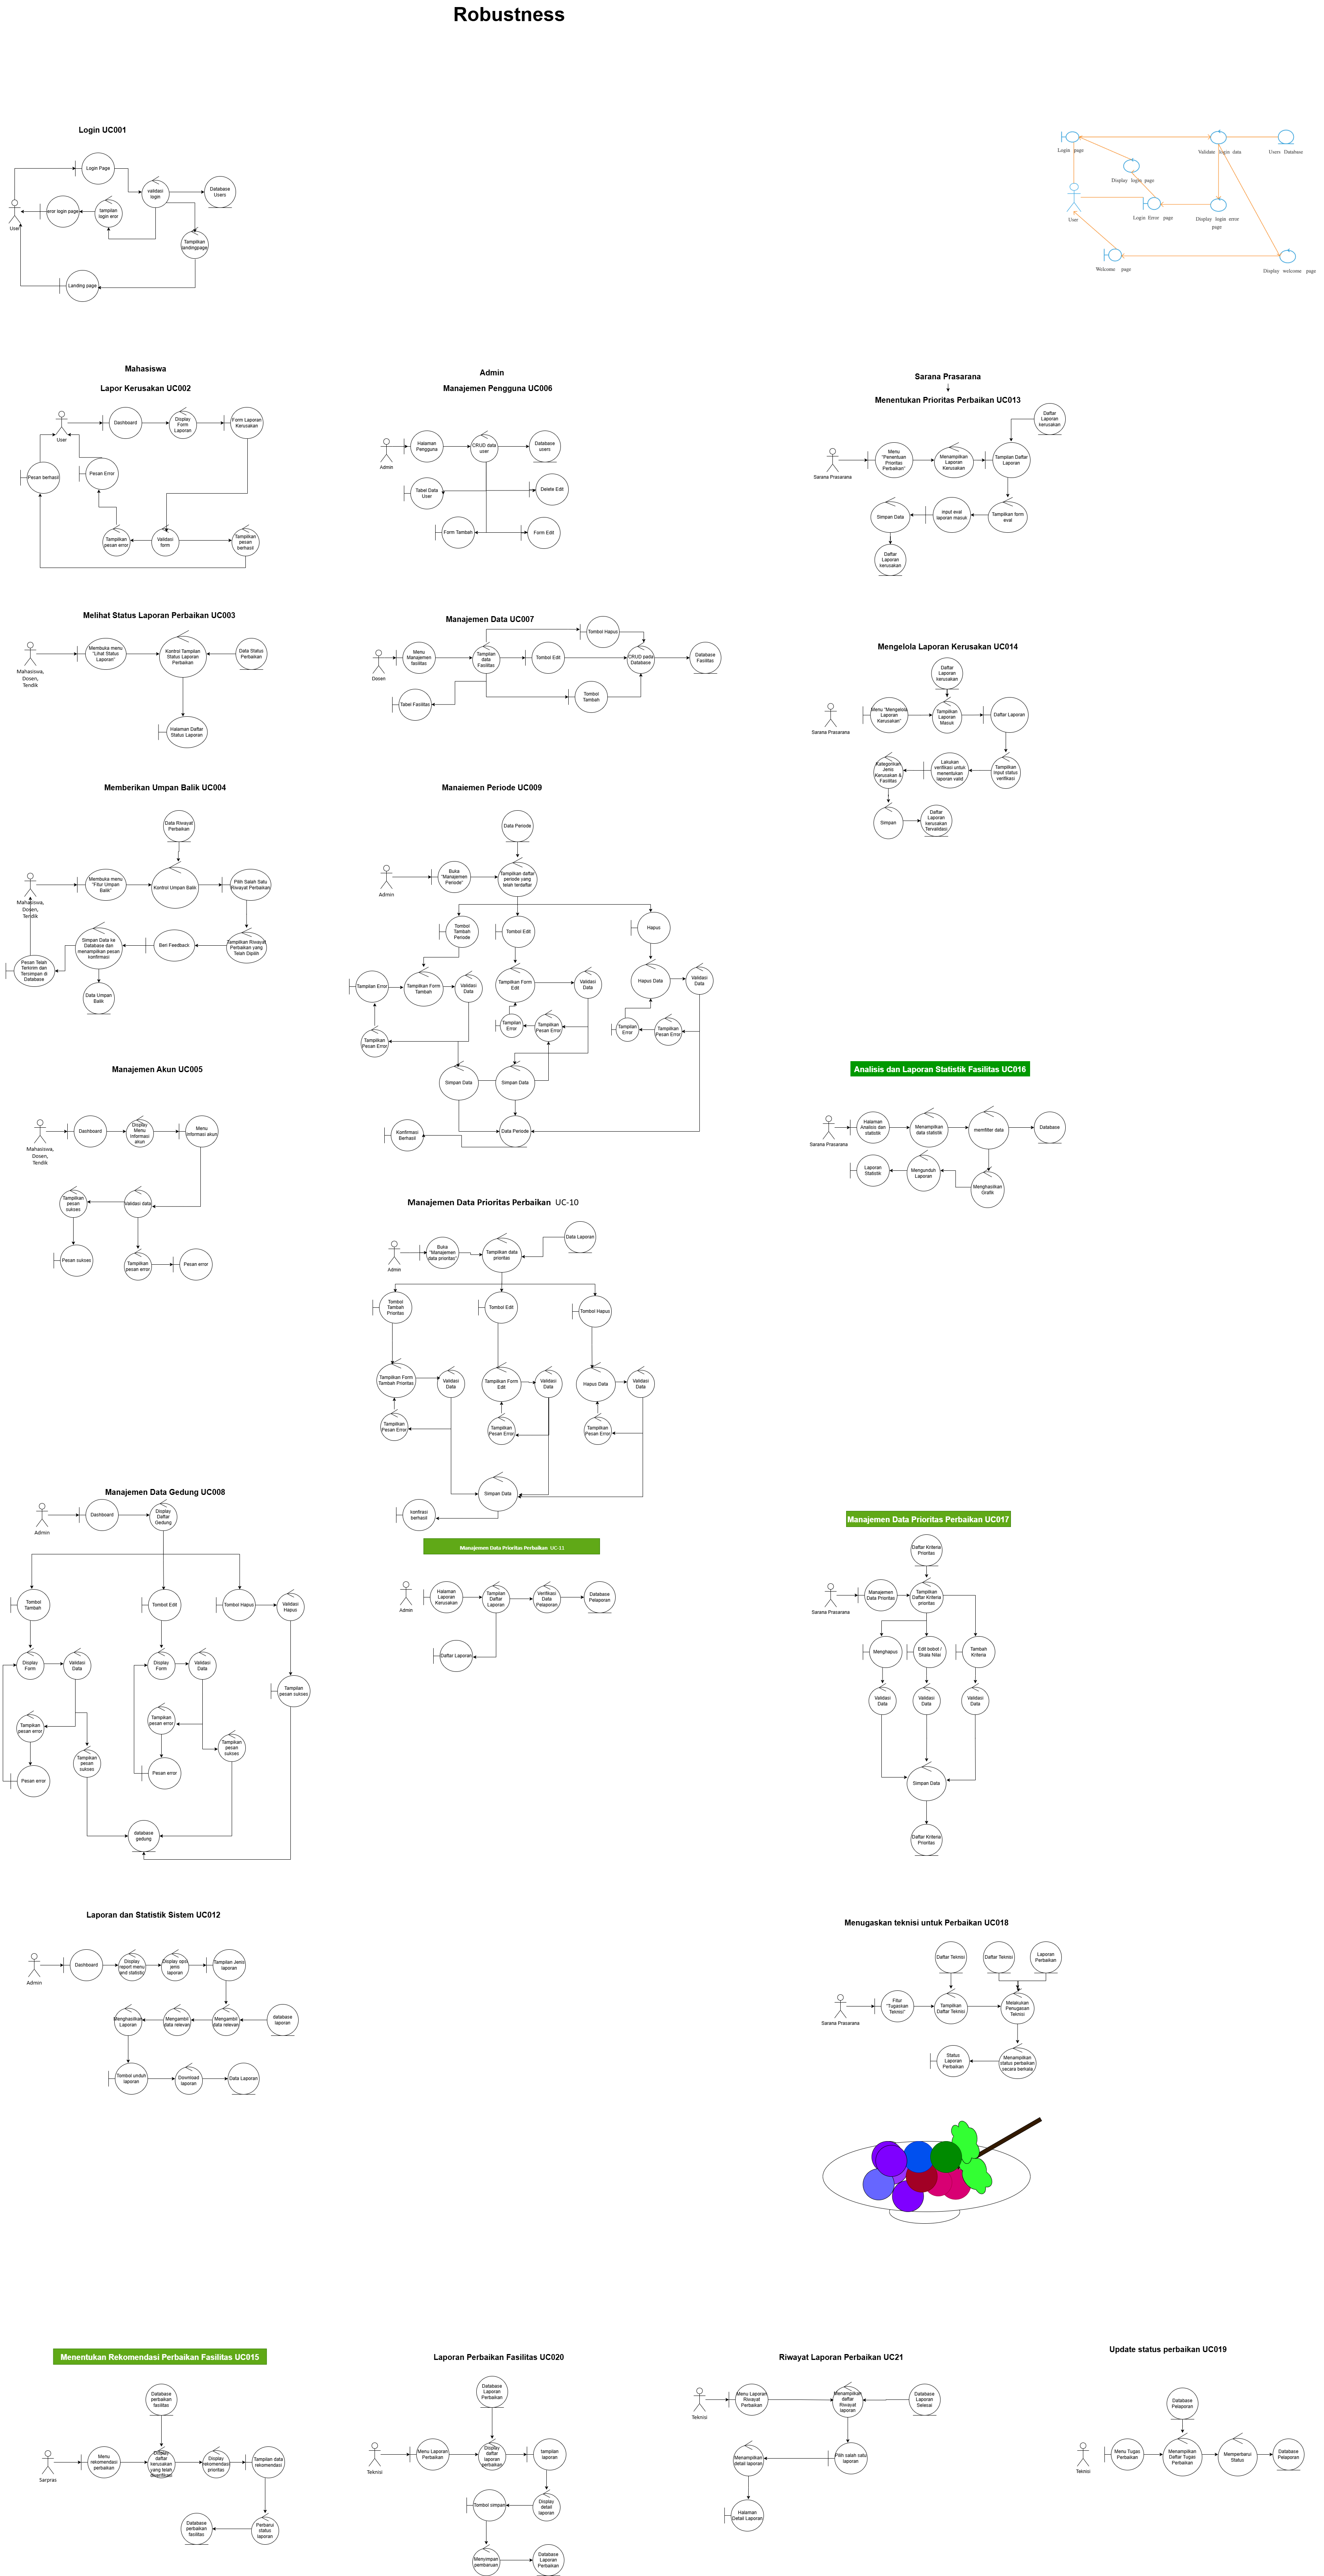 Robustness
Login UC001
Login Page
validasi
login
Database
Users
eror login page
tampilan
login eror
User
Tampilkan
landingpage
Landing page
Login page
Validate login data
Users Database
Display login page
User
Login Error page
Display login error
page
Welcome page
Display welcome page
Mahasiswa
Lapor Kerusakan UC002
User
Dashboard
Display
Form
Laporan
Form Laporan
Kerusakan
Pesan berhasil
Pesan Error
Tampilkan
pesan error
Validasi
form
Tampilkan
pesan
berhasil
Admin
Manajemen Pengguna UC006
Admin
Halaman
Pengguna
CRUD data
user
Database
users
Tabel Data
User
Delete Edit
Form Tambah
Form Edit
Sarana Prasarana
Menentukan Prioritas Perbaikan UC013
Daftar
Laporan
kerusakan
Sarana Prasarana
Menu
"Penentuan
Prioritas
Perbaikan"
Menampilkan
Laporan
Kerusakan
Tampilan Daftar
Laporan
Simpan Data
input eval
laporan masuk
Tampilkan form
eval
Daftar
Laporan
kerusakan
Melihat Status Laporan Perbaikan UC003
Mahasiswa,
Dosen,
Tendik
Membuka menu
"Lihat Status
Laporan"
Kontrol Tampilan
Status Laporan
Perbaikan
Data Status
Perbaikan
Halaman Daftar
Status Laporan
Manajemen Data UC007
Dosen
Menu
Manajemen
fasilitas
Tampilan
data
Fasilitas
Tombol Hapus
Tombol Edit
CRUD pada
Database
Database
Fasilitas
Tabel Fasilitas
Tombol
Tambah
Mengelola Laporan Kerusakan UC014
Daftar
Laporan
kerusakan
Sarana Prasarana
Menu "Mengelola
Laporan
Kerusakan"
Tampilkan
Laporan
Masuk
Daftar Laporan
Kategorikan
Jenis
Kerusakan &
Fasilitas
Lakukan
verifikasi untuk
menentukan
laporan valid
Tampilkan
input status
verifikasi
Simpan
Daftar
Laporan
kerusakan
Tervalidasi
Memberikan Umpan Balik UC004
Data Riwayat
Perbaikan
Mahasiswa,
Dosen,
Tendik
Membuka menu
"Fitur Umpan
Balik"
Kontrol Umpan Balik
Pilih Salah Satu
Riwayat Perbaikan
Simpan Data ke
Database dan
menampilkan pesan
konfirmasi
Beri Feedback
Tampilkan Riwayat
Perbaikan yang
Telah Dipilih
Pesan Telah
Terkirim dan
Tersimpan di
Database
Data Umpan
Balik
Manaiemen Periode UC009
Data Periode
Admin
Buka
"Manajemen
Periode"
Tampilkan daftar
periode yang
telah terdaftar
Tombol
Tambah
Periode
Tombol Edit
Hapus
Tampilan Error
Tampilkan Form
Tambah
Validasi
Data
Tampilkan Form
Edit
Validasi
Data
Hapus Data
Validasi
Data
Tampilkan
Pesan Error
Tampilan
Error
Tampilkan
Pesan Error
Tampilan
Error
Tampilkan
Pesan Error
Simpan Data
Simpan Data
Konfirmasi
Berhasil
Data Periode
Manajemen Akun UC005
Mahasiswa,
Dosen,
Tendik
Dashboard
Display
Menu
informasi
akun
Menu
informasi akun
Tampilkan
pesan
sukses
Validasi data
Pesan sukses
Tampilkan
pesan error
Pesan error
Analisis dan Laporan Statistik Fasilitas UC016
Sarana Prasarana
Halaman
Analisis dan
statistik
Menampilkan
data statistik
memfilter data
Database
Laporan
Statistik
Mengunduh
Laporan
Menghasilkan
Grafik
Manajemen Data Prioritas Perbaikan UC-10
Admin
Buka
"Manajemen
data prioritas"
Tampilkan data
prioritas
Data Laporan
Tombol
Tambah
Prioritas
Tombol Edit
Tombol Hapus
Tampilkan Form
Tambah Prioritas
Validasi
Data
Tampilkan Form
Edit
Validasi
Data
Hapus Data
Validasi
Data
Tampilkan
Pesan Error
Tampilkan
Pesan Error
Tampilkan
Pesan Error
Simpan Data
konfirasi
berhasil
Manajemen Data Prioritas Perbaikan UC-11
Admin
Halaman
Laporan
Kerusakan
Tampilan
Daftar
Laporan
Verifikasi
Data
Pelaporan
Database
Pelaporan
Daftar Laporan
Manajemen Data Gedung UC008
Admin
Dashboard
Display
Daftar
Gedung
Tombol
Tambah
Tombol Edit
Tombol Hapus
Validasi
Hapus
Display
Form
Validasi
Data
Display
Form
Validasi
Data
Tampilan
pesan sukses
Tampikan
pesan error
Tampikan
pesan
sukses
Tampikan
pesan error
Tampikan
pesan
sukses
Pesan error
Pesan error
database
gedung
Manajemen Data Prioritas Perbaikan UC017
Daftar Kriteria
Prioritas
Sarana Prasarana
Manajemen
Data Prioritas
Tampilkan
Daftar Kriteria
prioritas
Menghapus
Edit bobot /
Skala Nilai
Tambah
Kriteria
Validasi
Data
Validasi
Data
Validasi
Data
Simpan Data
Daftar Kriteria
Prioritas
Laporan dan Statistik Sistem UC012
Admin
Dashboard
Display
report menu
and statistic
Display opsi
jenis
laporan
Tampilan Jenis
laporan
Menghasilkan
Laporan
Mengambil
data relevan
Mengambil
data relevan
database
laporan
Tombol unduh
laporan
Download
laporan
Data Laporan
Menugaskan teknisi untuk Perbaikan UC018
Daftar Teknisi
Daftar Teknisi
Laporan
Perbaikan
Sarana Prasarana
Fitur
"Tugaskan
Teknisi"
Tampilkan
Daftar Teknisi
Melakukan
Penugasan
Teknisi
Status
Laporan
Perbaikan
Menampilkan
status perbaikan
secara berkala
Menentukan Rekomendasi Perbaikan Fasilitas UC015
Database
perbaikan
fasilitas
Sarpras
Menu
rekomendasi
perbaikan
Display
daftar
kerusakan
yang telah
diverifikasi
Display
rekomendasi
prioritas
Tampilan data
rekomendasi
Database
perbaikan
fasilitas
Perbarui
status
laporan
Laporan Perbaikan Fasilitas UC020
Database
Laporan
Perbaikan
Teknisi
Menu Laporan
Perbaikan
Display
daftar
laporan
perbaikan
tampilan
laporan
Tombol simpan
Display
detail
laporan
Menyimpan
pembaruan
Database
Laporan
Perbaikan
Riwayat Laporan Perbaikan UC21
Teknisi
Menu Laporan
Riwayat
Perbaikan
Menampilkan
daftar
Riwayat
laporan
Database
Laporan
Selesai
Menampilkan
detail laporan
Pilih salah satu
laporan
Halaman
Detail Laporan
Update status perbaikan UC019
Database
Pelaporan
Teknisi
Menu Tugas
Perbaikan
Menampilkan
Daftar Tugas
Perbaikan
Memperbarui
Status
Database
Pelaporan